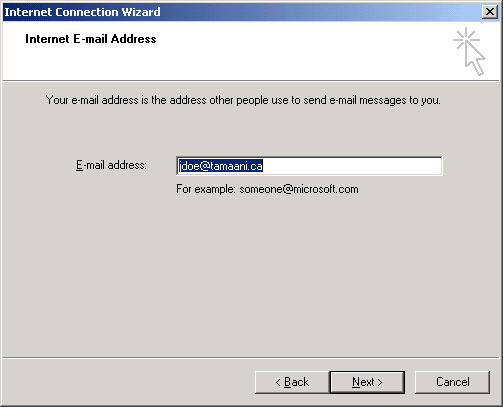 Internet Connection Wizard
Internet E-mail Address
Your e-mail address is the address other people use to send e-mail messages to you.
E-mail address:
jdoe@tamaani.ca
For example: someone@microsoft.com
< Back
Next >
Cancel